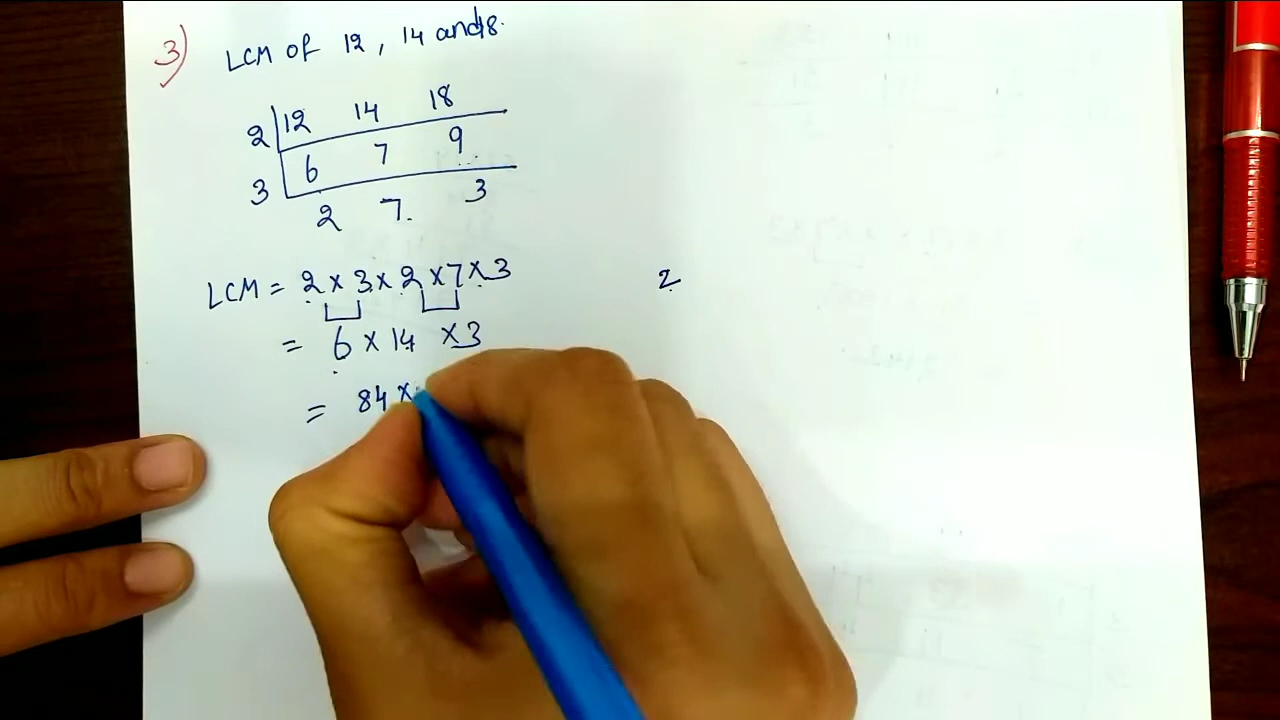 3) LCM of 12, 14 and 18.
2 12 14 18
3 6 7 9
2 7. 3
LCM = 2 x 3 x 2 x 7 x 3 2
= 6 x 14 x 3
= 84 x